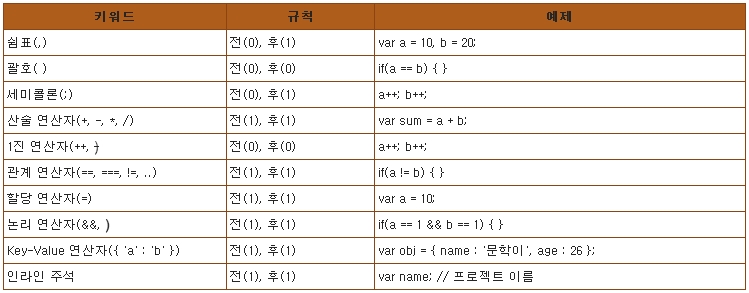 키워드 규칙 예제
쉼표(,) 전(0), 후(1) var a = 10, b = 20;
괄호( ) 전(0), 후(0) if(a == b) { }
세미콜론(;) 전(0), 후(1) a++; b++;
산술 연산자(+, -, *, /) 전(1), 후(1) var sum = a + b;
1진 연산자(++, ) 전(0), 후(0) a++; b++;
관계 연산자(==, ===, !=, ..) 전(1), 후(1) if(a != b) { }
할당 연산자(=) 전(1), 후(1) var a = 10;
논리 연산자(&&, ) 전(1), 후(1) if(a == 1 && b == 1) { }
Key-Value 연산자({ 'a' : 'b' }) 전(1), 후(1) var obj = { name : '문학이', age : 26 };
인라인 주석 전(1), 후(1) var name; // 프로젝트 이름